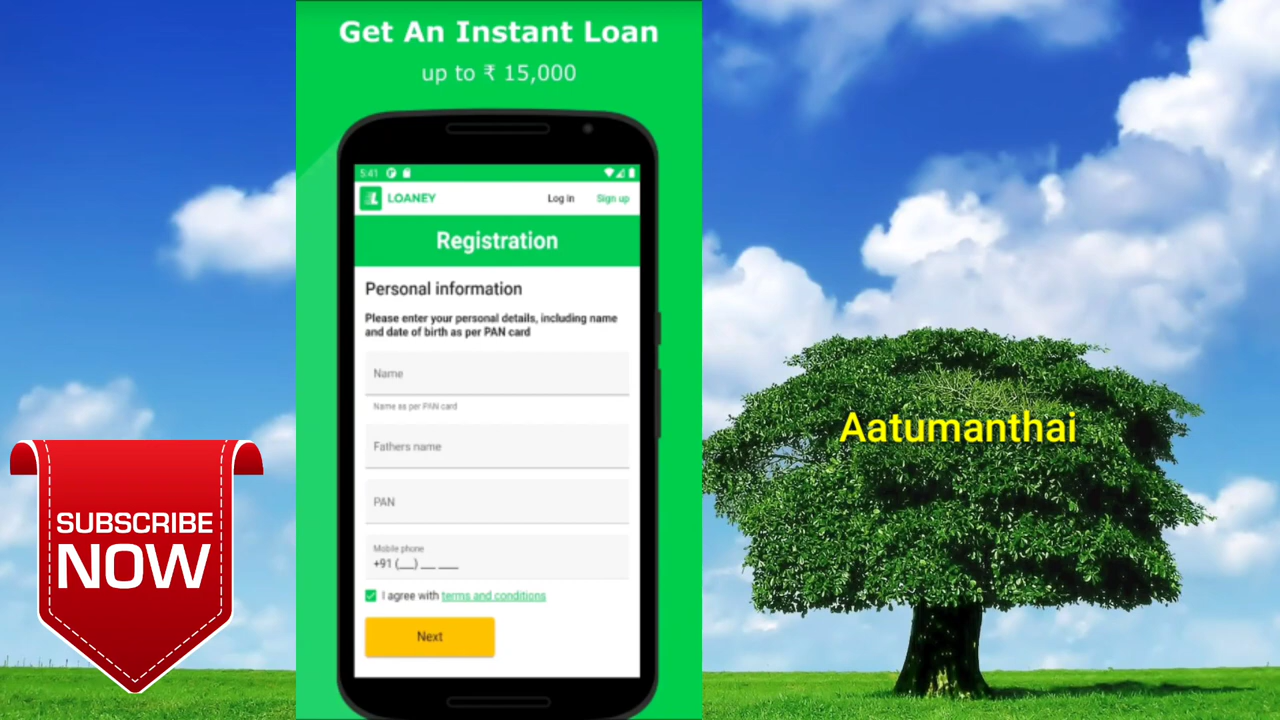 Get An Instant Loan
up to ₹ 15,000
5:41
LOANEY
Log in
Sign up
Registration
Personal information
Please enter your personal details, including name
and date of birth as per PAN card
Name
Name as per PAN card
Fathers name
PAN
Mobile phone
+91 (___) ___ ____
I agree with terms and conditions
Next
SUBSCRIBE
NOW
Aatumanthai